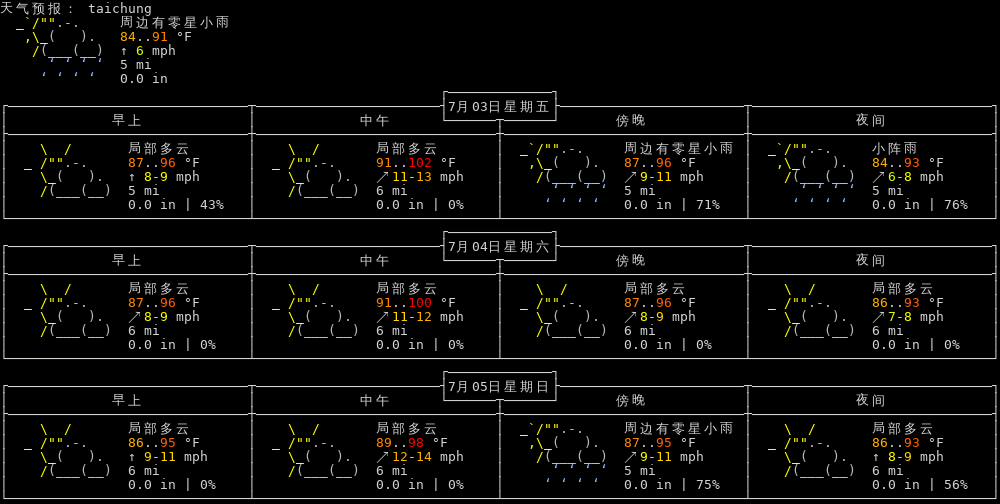 天气预报： taichung
周边有零星小雨
84..91 °F
↑ 6 mph
5 mi
0.0 in
7月03日星期五
早上 中午 傍晚 夜间
局部多云 局部多云 周边有零星小雨 小阵雨
87..96 °F 91..102 °F 87..96 °F 84..93 °F
↑ 8-9 mph ↗ 11-13 mph ↗ 9-11 mph ↗ 6-8 mph
5 mi 6 mi 5 mi 5 mi
0.0 in | 43% 0.0 in | 0% 0.0 in | 71% 0.0 in | 76%
7月04日星期六
早上 中午 傍晚 夜间
局部多云 局部多云 局部多云 局部多云
87..96 °F 91..100 °F 87..96 °F 86..93 °F
↗ 8-9 mph ↗ 11-12 mph ↗ 8-9 mph ↗ 7-8 mph
6 mi 6 mi 6 mi 6 mi
0.0 in | 0% 0.0 in | 0% 0.0 in | 0% 0.0 in | 0%
7月05日星期日
早上 中午 傍晚 夜间
局部多云 局部多云 周边有零星小雨 局部多云
86..95 °F 89..98 °F 87..95 °F 86..93 °F
↑ 9-11 mph ↗ 12-14 mph ↗ 9-11 mph ↑ 8-9 mph
6 mi 6 mi 5 mi 6 mi
0.0 in | 0% 0.0 in | 0% 0.0 in | 75% 0.0 in | 56%